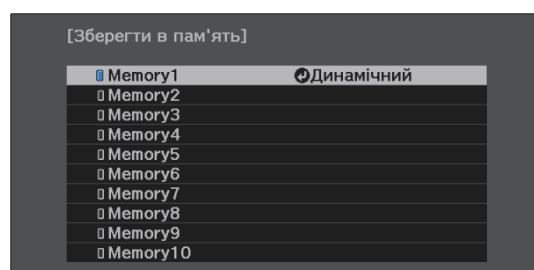 [Зберегти в пам'ять]
Memory1 Динамічний
Memory2
Memory3
Memory4
Memory5
Memory6
Memory7
Memory8
Memory9
Memory10